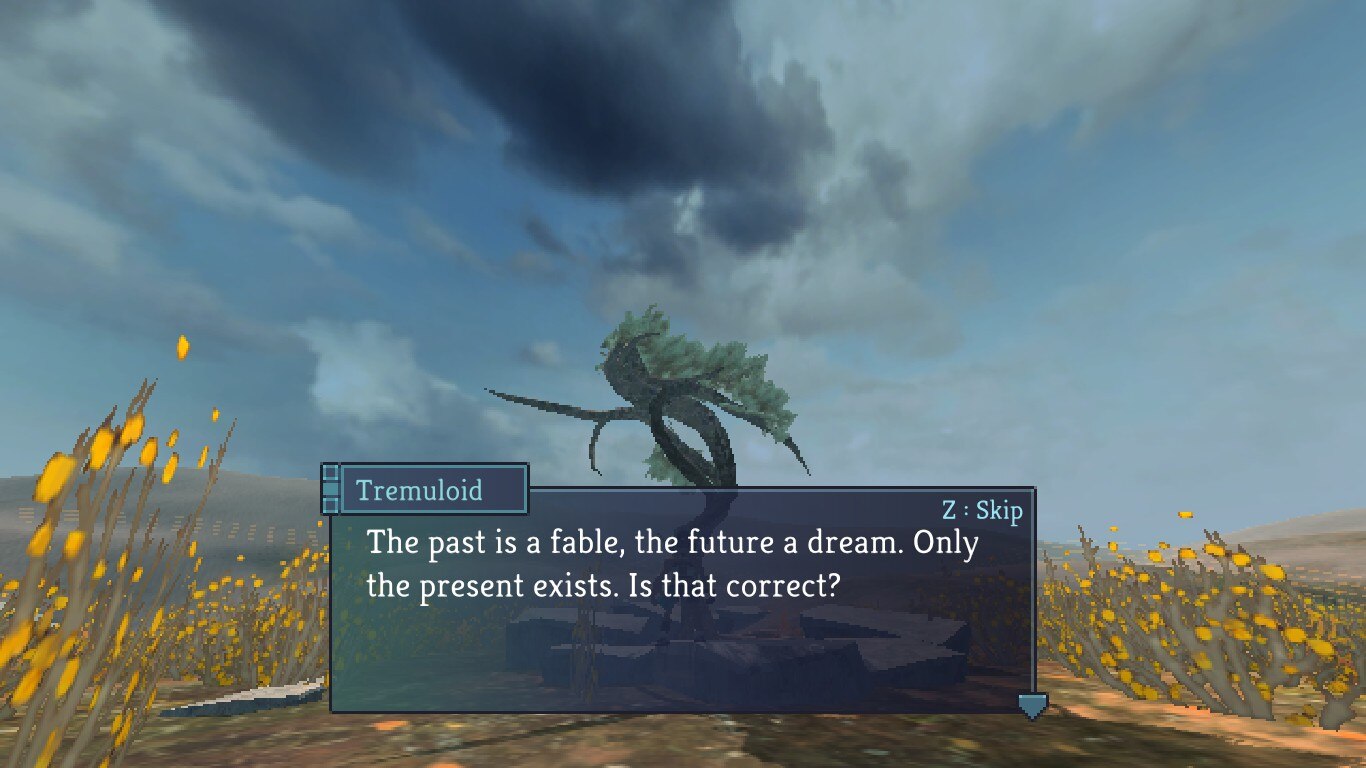 Tremuloid
Z : Skip
The past is a fable, the future a dream. Only
the present exists. Is that correct?